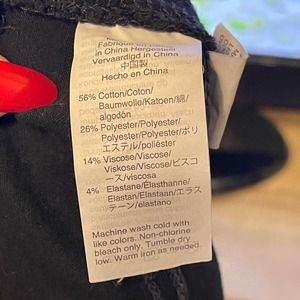 Fabriqué en
in China Hergestellt
Vervaardigd in China
中国製
Hecho en China
56% Cotton/Coton/
Baumwolle/Katoen/綿/
algodón
26% Polyester/Polyester/
Polyester/Polyester/ポリ
エステル/poliéster
14% Viscose/Viscose/
Viskose/Viscose/ビスコ
ース/viscosa
4% Elastane/Élasthanne/
Elastan/Elastaan/エラス
テーン/elastano
Machine wash cold with
like colors. Non-chlorine
bleach only. Tumble dry
low. Warm iron as needed.